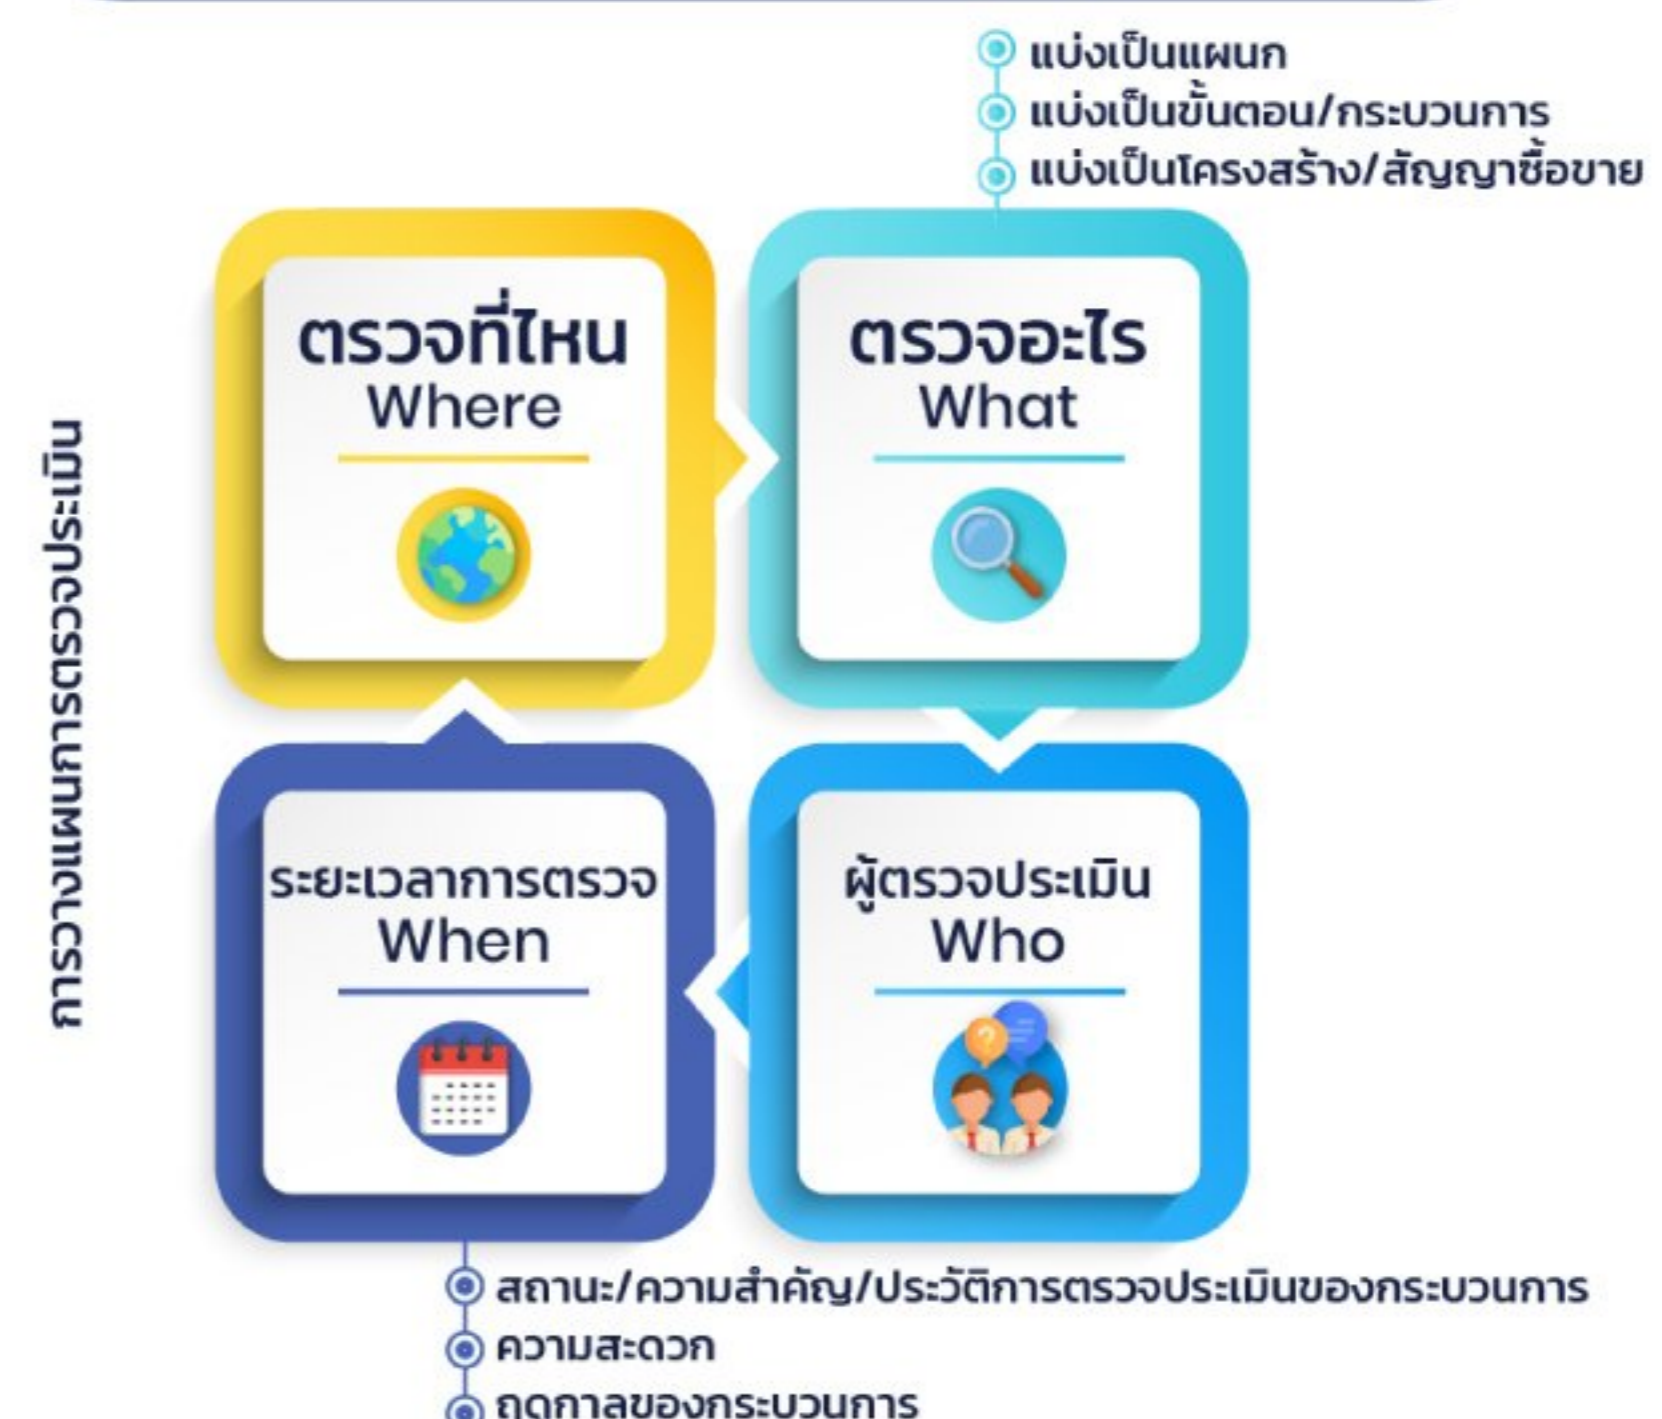 แบ่งเป็นแผนก
แบ่งเป็นขั้นตอน/กระบวนการ
แบ่งเป็นโครงสร้าง/สัญญาซื้อขาย
ตรวจที่ไหน
Where
ตรวจอะไร
What
การวางแผนการตรวจประเมิน
ระยะเวลาการตรวจ
When
ผู้ตรวจประเมิน
Who
?
สถานะ/ความสำคัญ/ประวัติการตรวจประเมินของกระบวนการ
ความสะดวก
ฤดูกาลของกระบวนการ